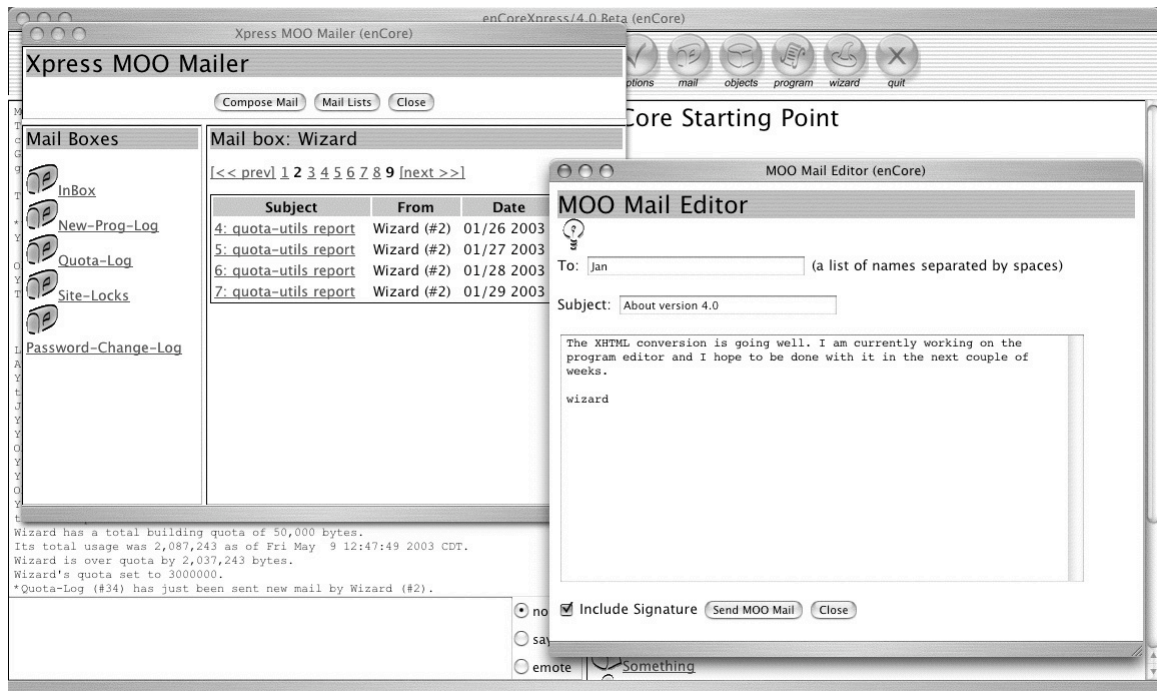 enCoreXpress/4.0 Beta (enCore)
Xpress MOO Mailer (enCore)
Xpress MOO Mailer
Compose Mail Mail Lists Close
mail objects program wizard quit
Core Starting Point
Mail Boxes
InBox
New-Prog-Log
Quota-Log
Site-Locks
Password-Change-Log
Mail box: Wizard
[<< prev] 1 2 3 4 5 6 7 8 9 [next >>]
Subject From Date
4: quota-utils report Wizard (#2) 01/26 2003
5: quota-utils report Wizard (#2) 01/27 2003
6: quota-utils report Wizard (#2) 01/28 2003
7: quota-utils report Wizard (#2) 01/29 2003
MOO Mail Editor (enCore)
MOO Mail Editor
To: Jan (a list of names separated by spaces)
Subject: About version 4.0
The XHTML conversion is going well. I am currently working on the
program editor and I hope to be done with it in the next couple of
weeks.
wizard
Include Signature Send MOO Mail Close
Wizard has a total building quota of 50,000 bytes.
Its total usage was 2,087,243 as of Fri May 9 12:47:49 2003 CDT.
Wizard is over quota by 2,037,243 bytes.
Wizard's quota set to 3000000.
*Quota-Log (#34) has just been sent new mail by Wizard (#2).
no
say
emote
Something